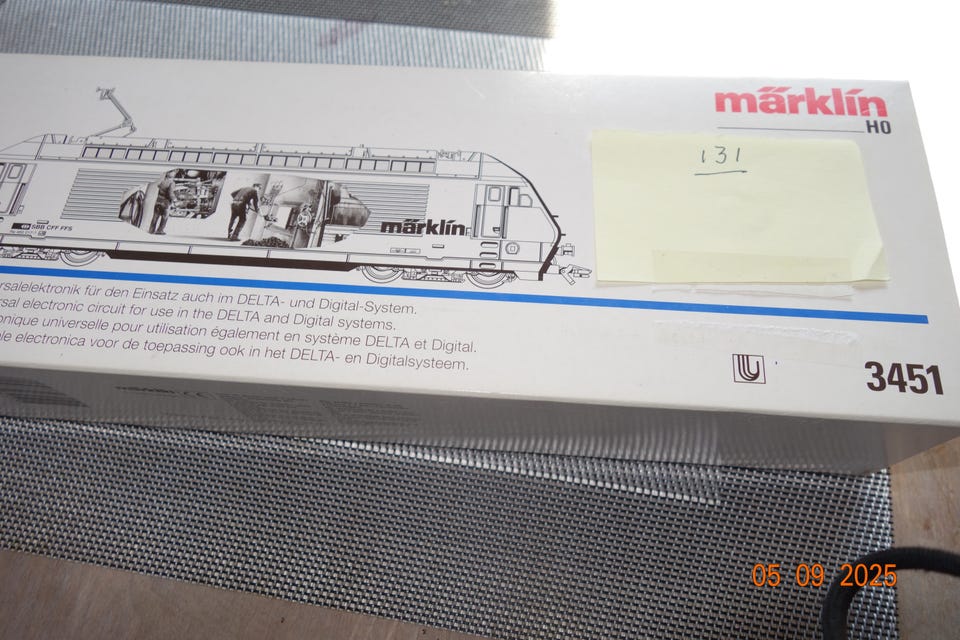 märklin
H0
131
märklin
SBB CFF FFS
rsalelektronik für den Einsatz auch im DELTA- und Digital-System.
rsal electronic circuit for use in the DELTA and Digital systems.
onique universelle pour utilisation également en système DELTA et Digital.
le electronica voor de toepassing ook in het DELTA- en Digitalsysteem.
3451
05 09 2025